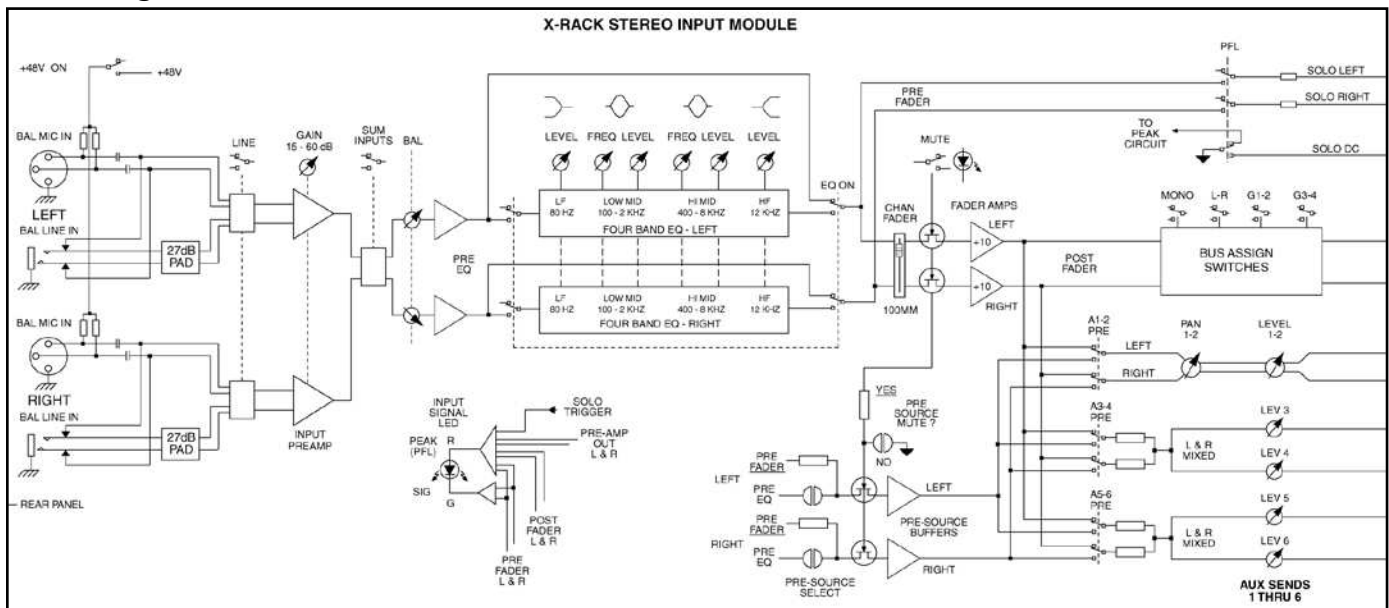 X-RACK STEREO INPUT MODULE
+48V ON
+48V
BAL MIC IN
LEFT
BAL LINE IN
27dB
PAD
BAL MIC IN
RIGHT
BAL LINE IN
27dB
PAD
REAR PANEL
LINE
GAIN
15 - 60 dB
INPUT
PREAMP
SUM
INPUTS
BAL
PRE
EQ
LEVEL
FREQ LEVEL
FREQ LEVEL
LEVEL
LF
80 HZ
LOW MID
100 - 2 KHZ
HI MID
400 - 8 KHZ
HF
12 KHZ
FOUR BAND EQ - LEFT
LF
80 HZ
LOW MID
100 - 2 KHZ
HI MID
400 - 8 KHZ
HF
12 KHZ
FOUR BAND EQ - RIGHT
EQ ON
PRE
FADER
MUTE
CHAN
FADER
100MM
FADER AMPS
LEFT
+10
+10
RIGHT
PFL
SOLO LEFT
SOLO RIGHT
TO
PEAK
CIRCUIT
SOLO DC
MONO
L-R
G1-2
G3-4
POST
FADER
BUS ASSIGN
SWITCHES
INPUT
SIGNAL
LED
PEAK
(PFL)
R
SIG
G
SOLO
TRIGGER
PRE-AMP
OUT
L & R
POST
FADER
L & R
PRE
FADER
L & R
YES
PRE
SOURCE
MUTE ?
NO
PRE
FADER
LEFT
PRE
EQ
PRE
FADER
RIGHT
PRE
EQ
PRE-SOURCE
SELECT
LEFT
PRE-SOURCE
BUFFERS
RIGHT
A1-2
PRE
LEFT
RIGHT
PAN
1-2
LEVEL
1-2
A3-4
PRE
L & R
MIXED
LEV 3
LEV 4
A5-6
PRE
L & R
MIXED
LEV 5
LEV 6
AUX SENDS
1 THRU 6